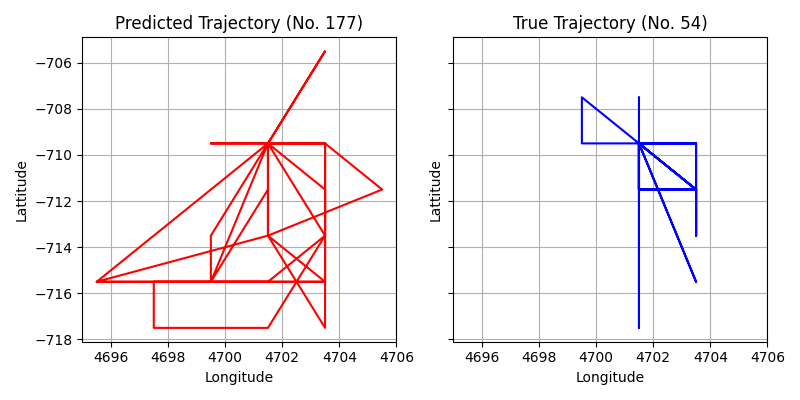 Predicted Trajectory (No. 177)
−706
−708
−710
−712
−714
−716
−718
4696 4698 4700 4702 4704 4706
Longitude
Lattitude
True Trajectory (No. 54)
4696 4698 4700 4702 4704 4706
Longitude
Lattitude